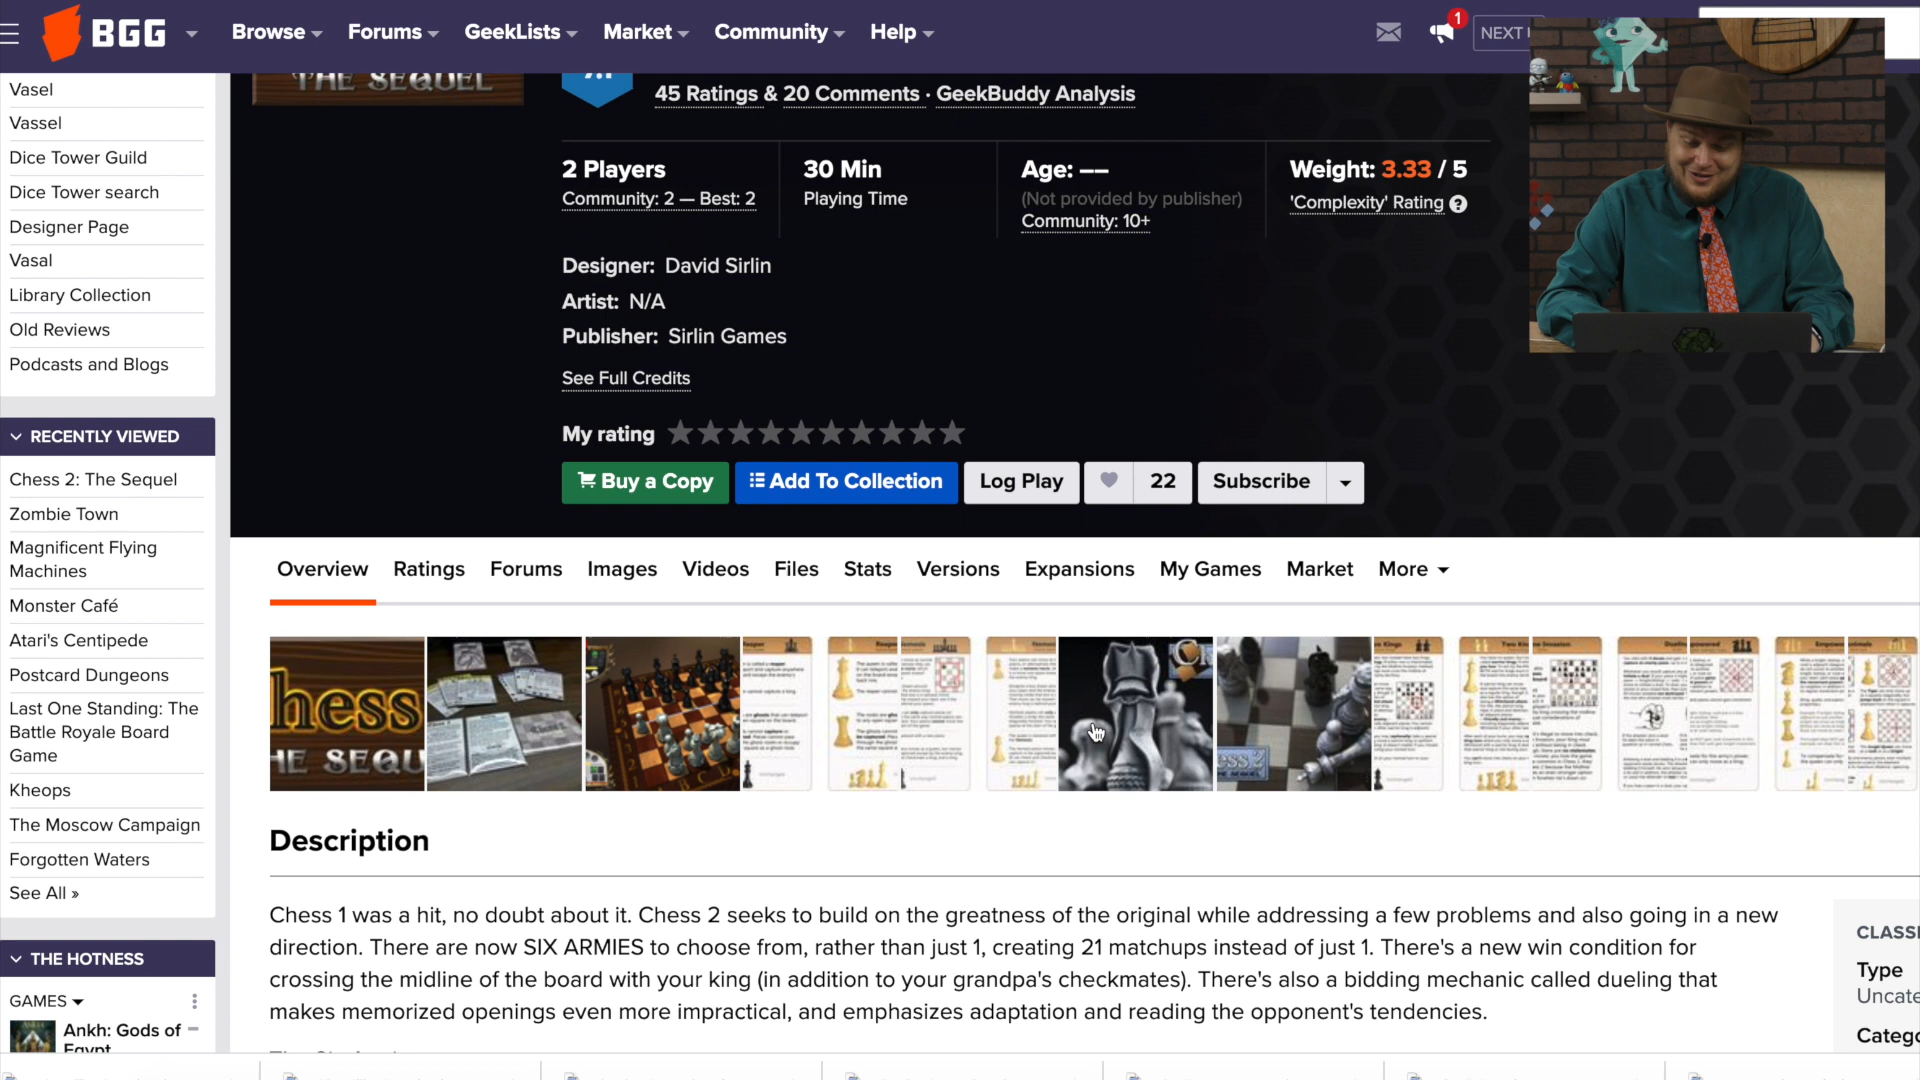 BGG
Browse
Forums
GeekLists
Market
Community
Help
1
NEXT
Vasel
Vassel
Dice Tower Guild
Dice Tower search
Designer Page
Vasal
Library Collection
Old Reviews
Podcasts and Blogs
RECENTLY VIEWED
Chess 2: The Sequel
Zombie Town
Magnificent Flying
Machines
Monster Café
Atari's Centipede
Postcard Dungeons
Last One Standing: The
Battle Royale Board
Game
Kheops
The Moscow Campaign
Forgotten Waters
See All »
THE HOTNESS
GAMES
Ankh: Gods of
Egypt
THE SEQUEL
45 Ratings & 20 Comments · GeekBuddy Analysis
2 Players
Community: 2 — Best: 2
30 Min
Playing Time
Age: ––
(Not provided by publisher)
Community: 10+
Weight: 3.33 / 5
'Complexity' Rating ?
Designer: David Sirlin
Artist: N/A
Publisher: Sirlin Games
See Full Credits
My rating
Buy a Copy
Add To Collection
Log Play
22
Subscribe
Overview
Ratings
Forums
Images
Videos
Files
Stats
Versions
Expansions
My Games
Market
More
hess
HE SEQU
Description
Chess 1 was a hit, no doubt about it. Chess 2 seeks to build on the greatness of the original while addressing a few problems and also going in a new
direction. There are now SIX ARMIES to choose from, rather than just 1, creating 21 matchups instead of just 1. There's a new win condition for
crossing the midline of the board with your king (in addition to your grandpa's checkmates). There's also a bidding mechanic called dueling that
makes memorized openings even more impractical, and emphasizes adaptation and reading the opponent's tendencies.
CLASSI
Type
Uncate
Catego